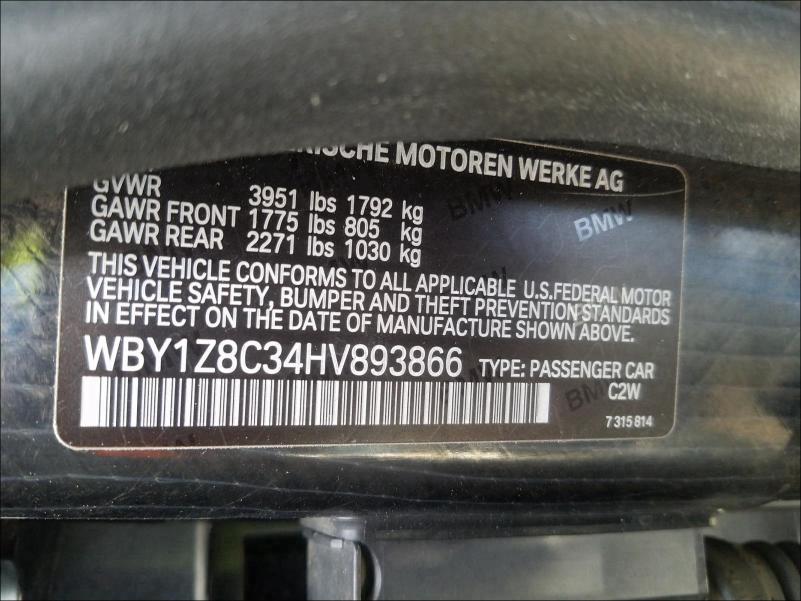 RISCHE MOTOREN WERKE AG
GVWR 3951 lbs 1792 kg
GAWR FRONT 1775 lbs 805 kg
GAWR REAR 2271 lbs 1030 kg
THIS VEHICLE CONFORMS TO ALL APPLICABLE U.S.FEDERAL MOTOR
VEHICLE SAFETY, BUMPER AND THEFT PREVENTION STANDARDS
IN EFFECT ON THE DATE OF MANUFACTURE SHOWN ABOVE.
WBY1Z8C34HV893866 TYPE: PASSENGER CAR
C2W
7 315 814
BMW
BMW
BMW